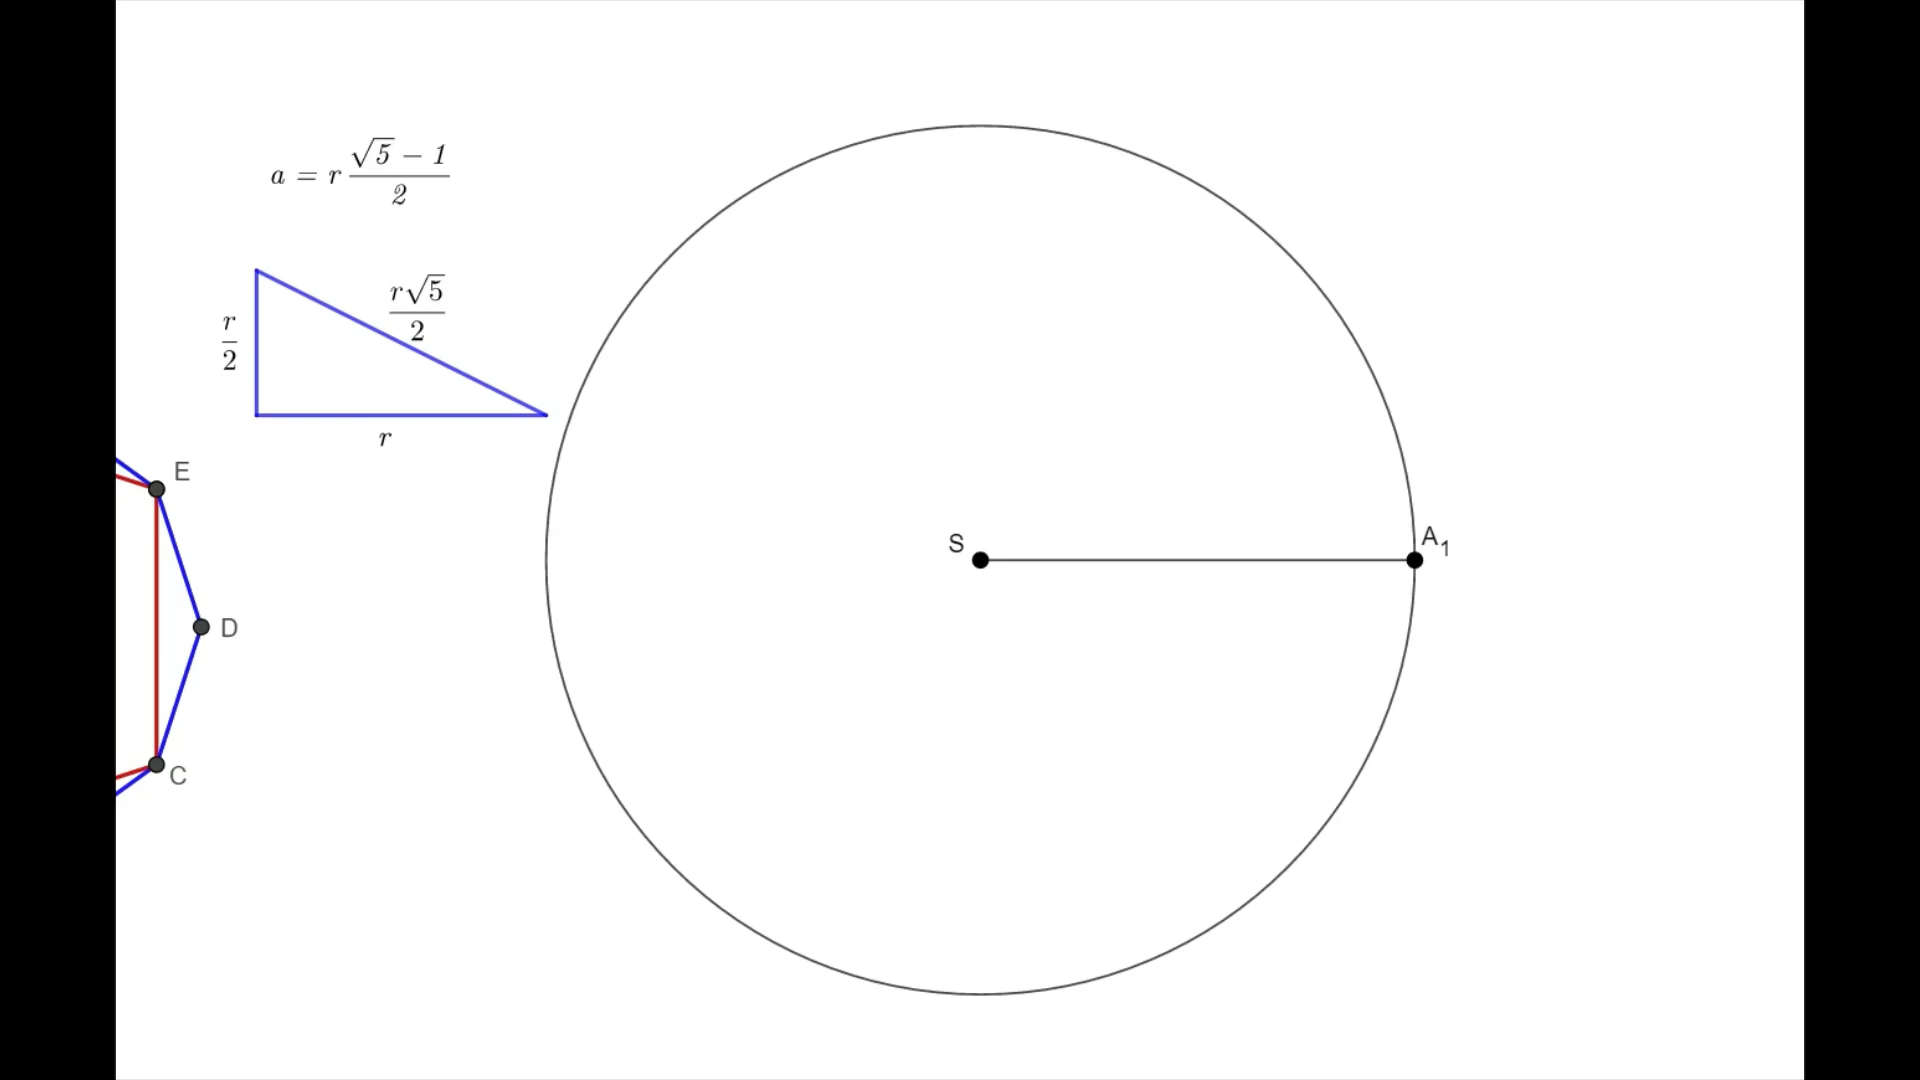 a = r (√5 − 1)/2
r√5/2
r/2
r
E
S
A₁
D
C